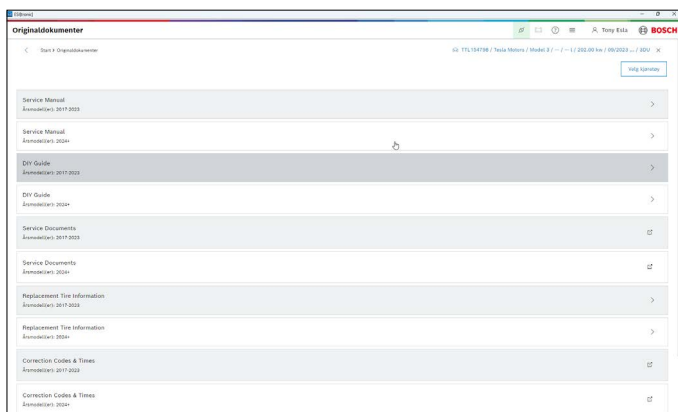 ESI[tronic]
Originaldokumenter
Tony Esla
BOSCH
Start > Originaldokumenter
TTL154798 / Tesla Motors / Model 3 / -- / -- ( / 202.00 kw / 09/2023 ... / 3DU
Velg kjøretøy
Service Manual
Årsmodell(er): 2017-2023
Service Manual
Årsmodell(er): 2024+
DIY Guide
Årsmodell(er): 2017-2023
DIY Guide
Årsmodell(er): 2024+
Service Documents
Årsmodell(er): 2017-2023
Service Documents
Årsmodell(er): 2024+
Replacement Tire Information
Årsmodell(er): 2017-2023
Replacement Tire Information
Årsmodell(er): 2024+
Correction Codes & Times
Årsmodell(er): 2017-2023
Correction Codes & Times
Årsmodell(er): 2024+